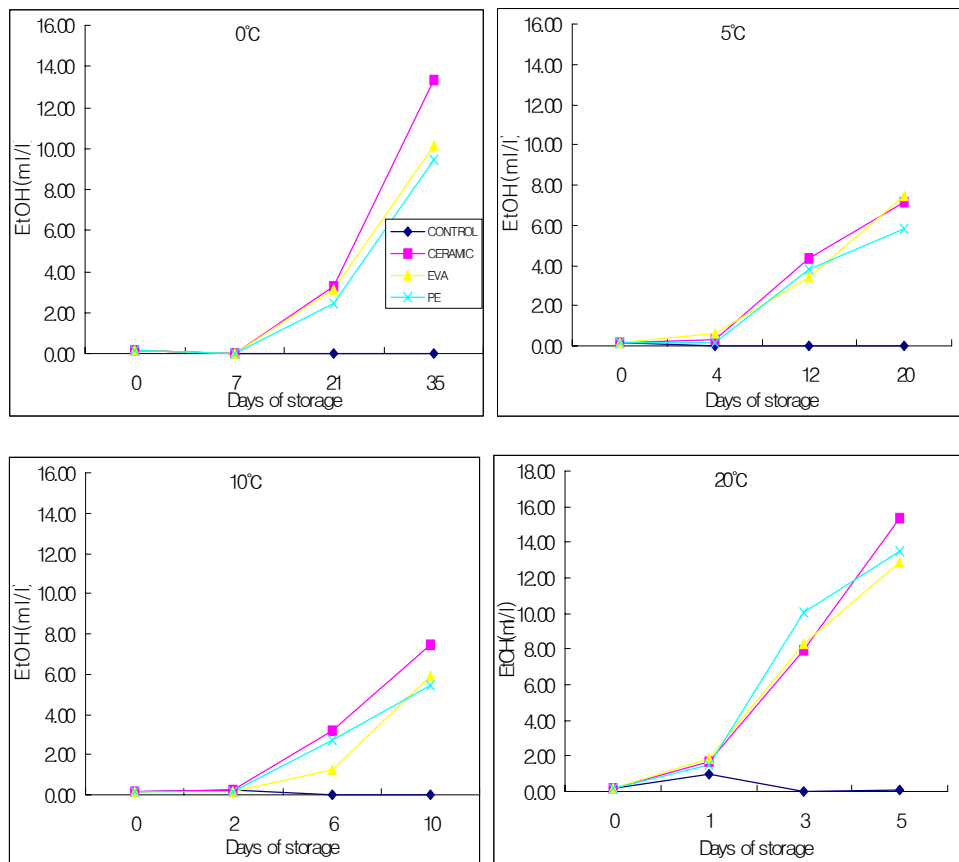 0℃
16.00
14.00
12.00
10.00
8.00
6.00
4.00
2.00
0.00
EtOH(ml/l)
CONTROL
CERAMIC
EVA
PE
0 7 21 35
Days of storage
5℃
16.00
14.00
12.00
10.00
8.00
6.00
4.00
2.00
0.00
EtOH(ml/l)
0 4 12 20
Days of storage
10℃
16.00
14.00
12.00
10.00
8.00
6.00
4.00
2.00
0.00
EtOH(ml/l)
0 2 6 10
Days of storage
20℃
18.00
16.00
14.00
12.00
10.00
8.00
6.00
4.00
2.00
0.00
EtOH(ml/l)
0 1 3 5
Days of storage